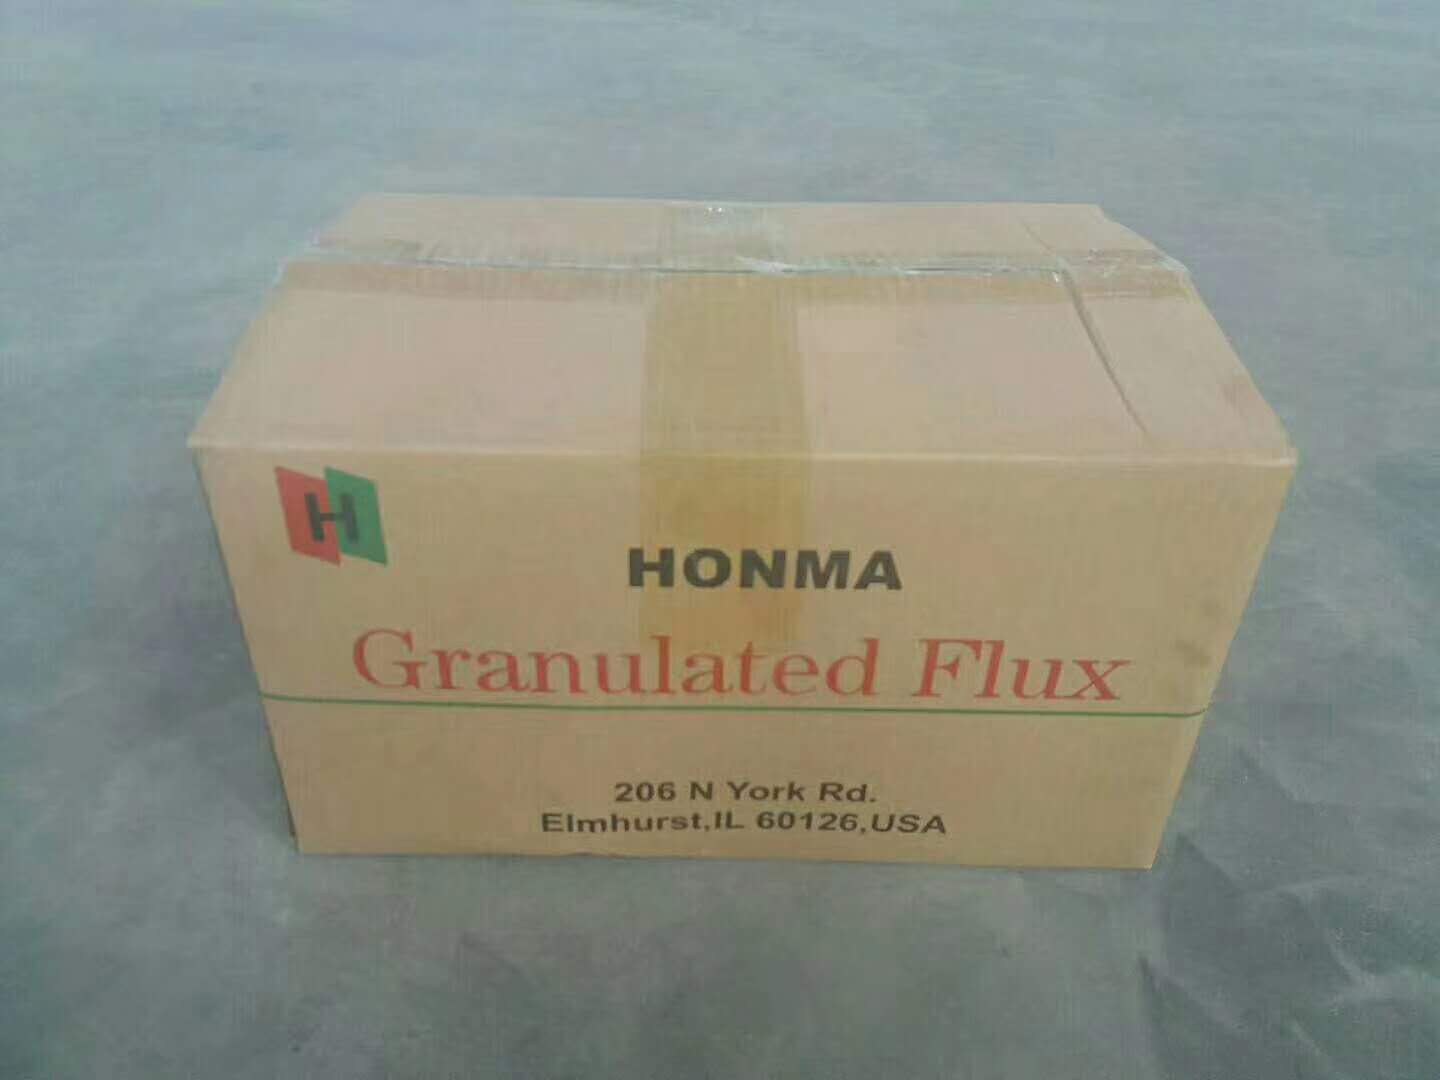 H
HONMA
Granulated Flux
206 N York Rd.
Elmhurst,IL 60126,USA